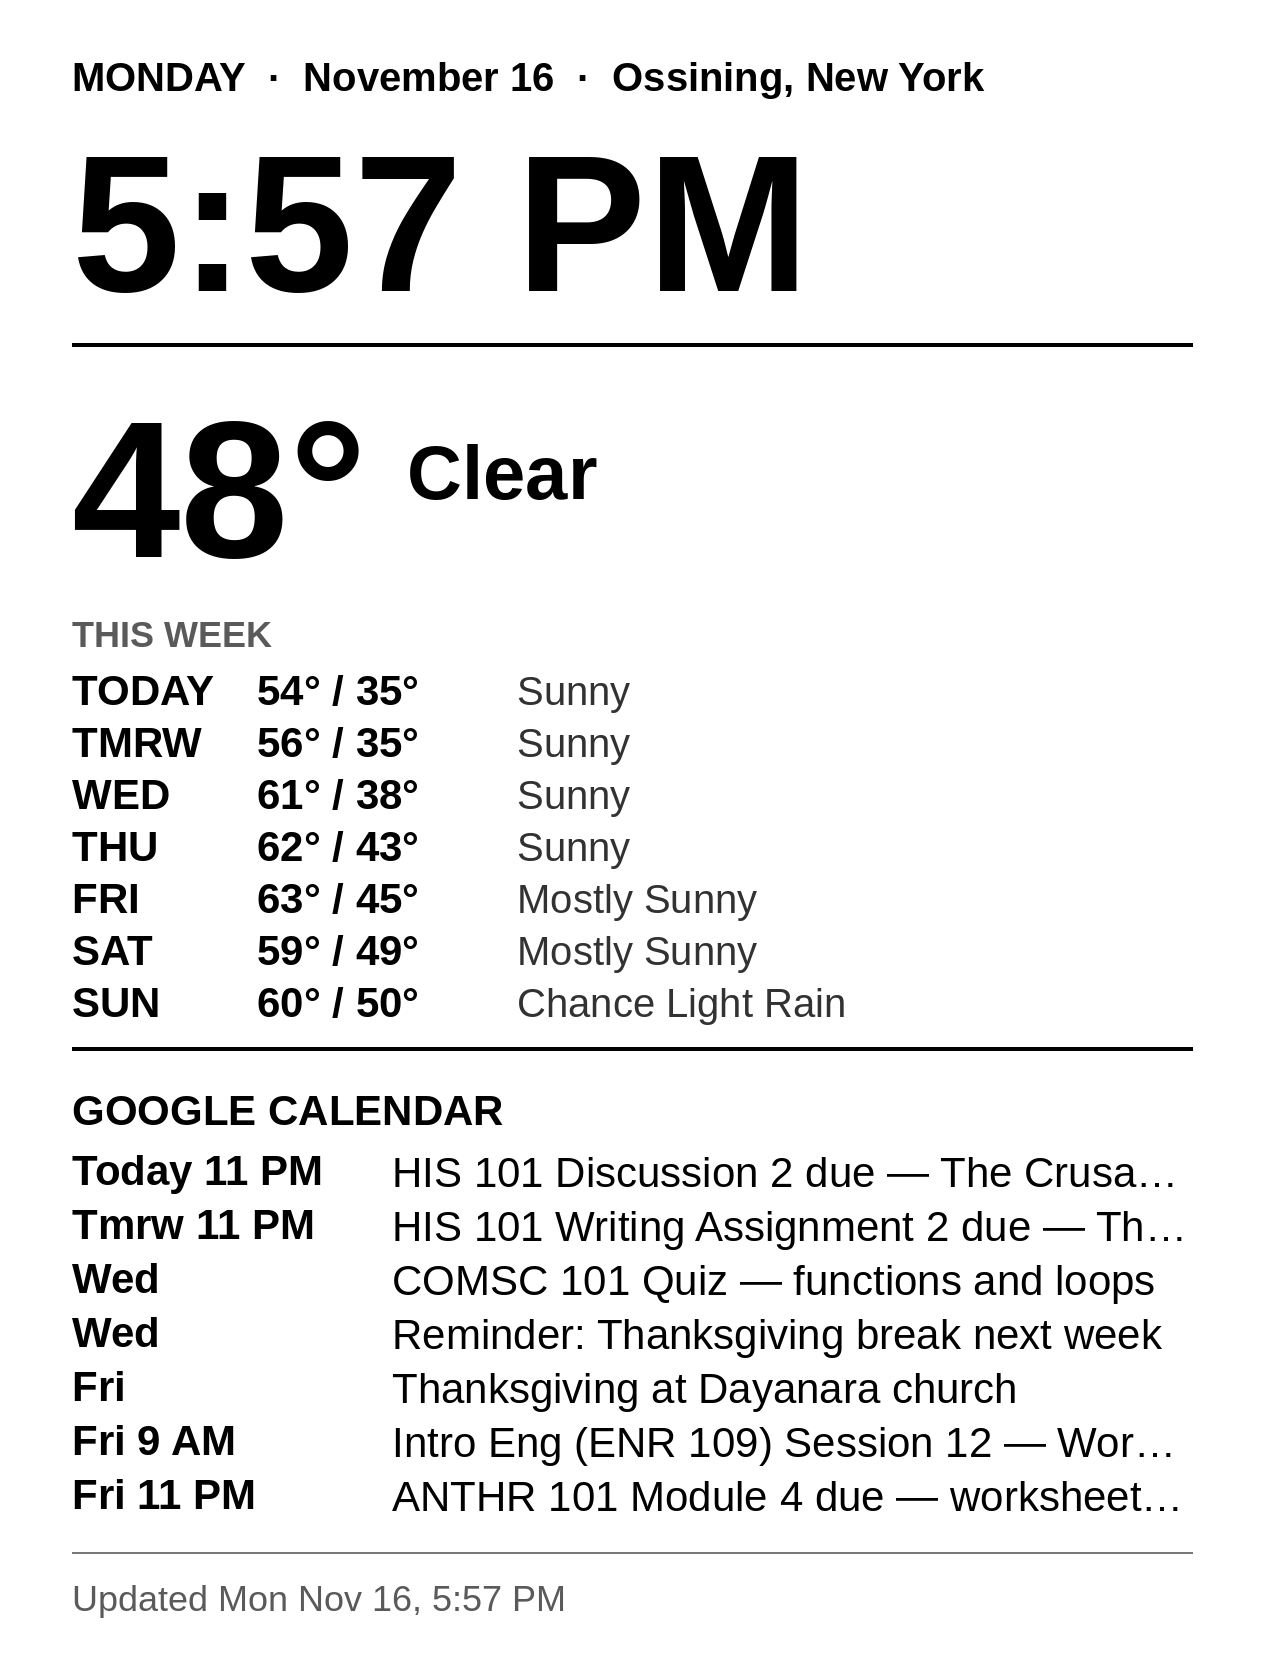 MONDAY · November 16 · Ossining, New York
5:57 PM
48° Clear
THIS WEEK
TODAY 54° / 35° Sunny
TMRW 56° / 35° Sunny
WED 61° / 38° Sunny
THU 62° / 43° Sunny
FRI 63° / 45° Mostly Sunny
SAT 59° / 49° Mostly Sunny
SUN 60° / 50° Chance Light Rain
GOOGLE CALENDAR
Today 11 PM HIS 101 Discussion 2 due — The Crusa…
Tmrw 11 PM HIS 101 Writing Assignment 2 due — Th…
Wed COMSC 101 Quiz — functions and loops
Wed Reminder: Thanksgiving break next week
Fri Thanksgiving at Dayanara church
Fri 9 AM Intro Eng (ENR 109) Session 12 — Wor…
Fri 11 PM ANTHR 101 Module 4 due — worksheet…
Updated Mon Nov 16, 5:57 PM